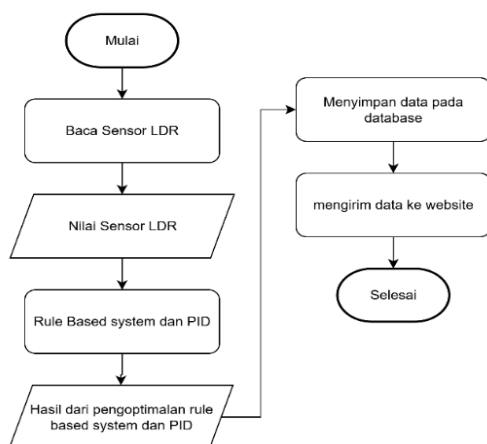 Mulai
Baca Sensor LDR
Nilai Sensor LDR
Rule Based system dan PID
Hasil dari pengoptimalan rule
based system dan PID
Menyimpan data pada
database
mengirim data ke website
Selesai